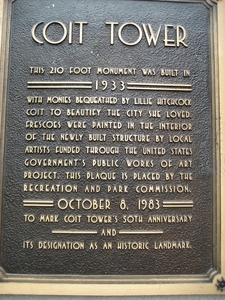 COIT TOWER
THIS 210 FOOT MONUMENT WAS BUILT IN
1933
WITH MONIES BEQUEATHED BY LILLIE HITCHCOCK
COIT TO BEAUTIFY THE CITY SHE LOVED.
FRESCOES WERE PAINTED IN THE INTERIOR
OF THE NEWLY BUILT STRUCTURE BY LOCAL
ARTISTS FUNDED THROUGH THE UNITED STATES
GOVERNMENT'S PUBLIC WORKS OF ART
PROJECT. THIS PLAQUE IS PLACED BY THE
RECREATION AND PARK COMMISSION.
OCTOBER 8, 1983
TO MARK COIT TOWER'S 50TH ANNIVERSARY
AND
ITS DESIGNATION AS AN HISTORIC LANDMARK.